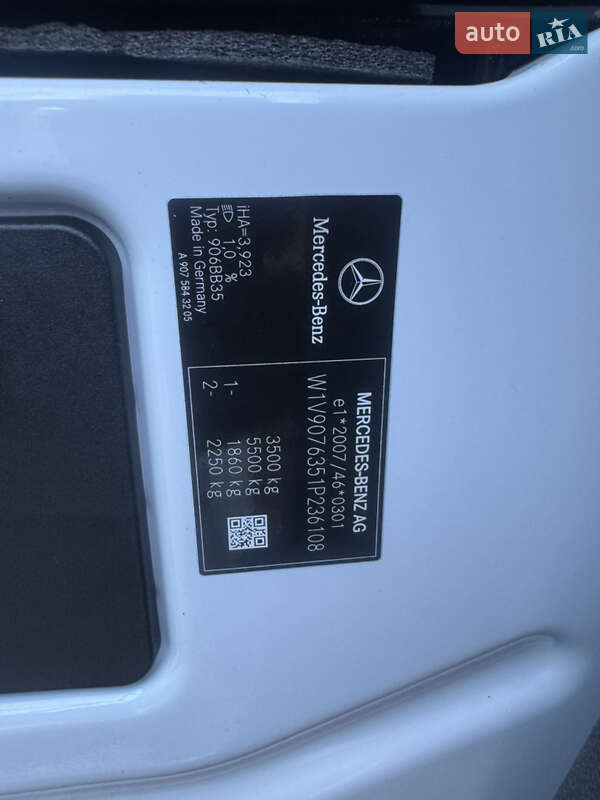 auto RIA
.com
Mercedes-Benz
iHA=3,923
1,0 %
Typ: 906BB35
Made in Germany
A 907 584 32 05
MERCEDES-BENZ AG
e1*2007/46*0301
W1V9076351P236108
3500 kg
5500 kg
1- 1860 kg
2- 2250 kg